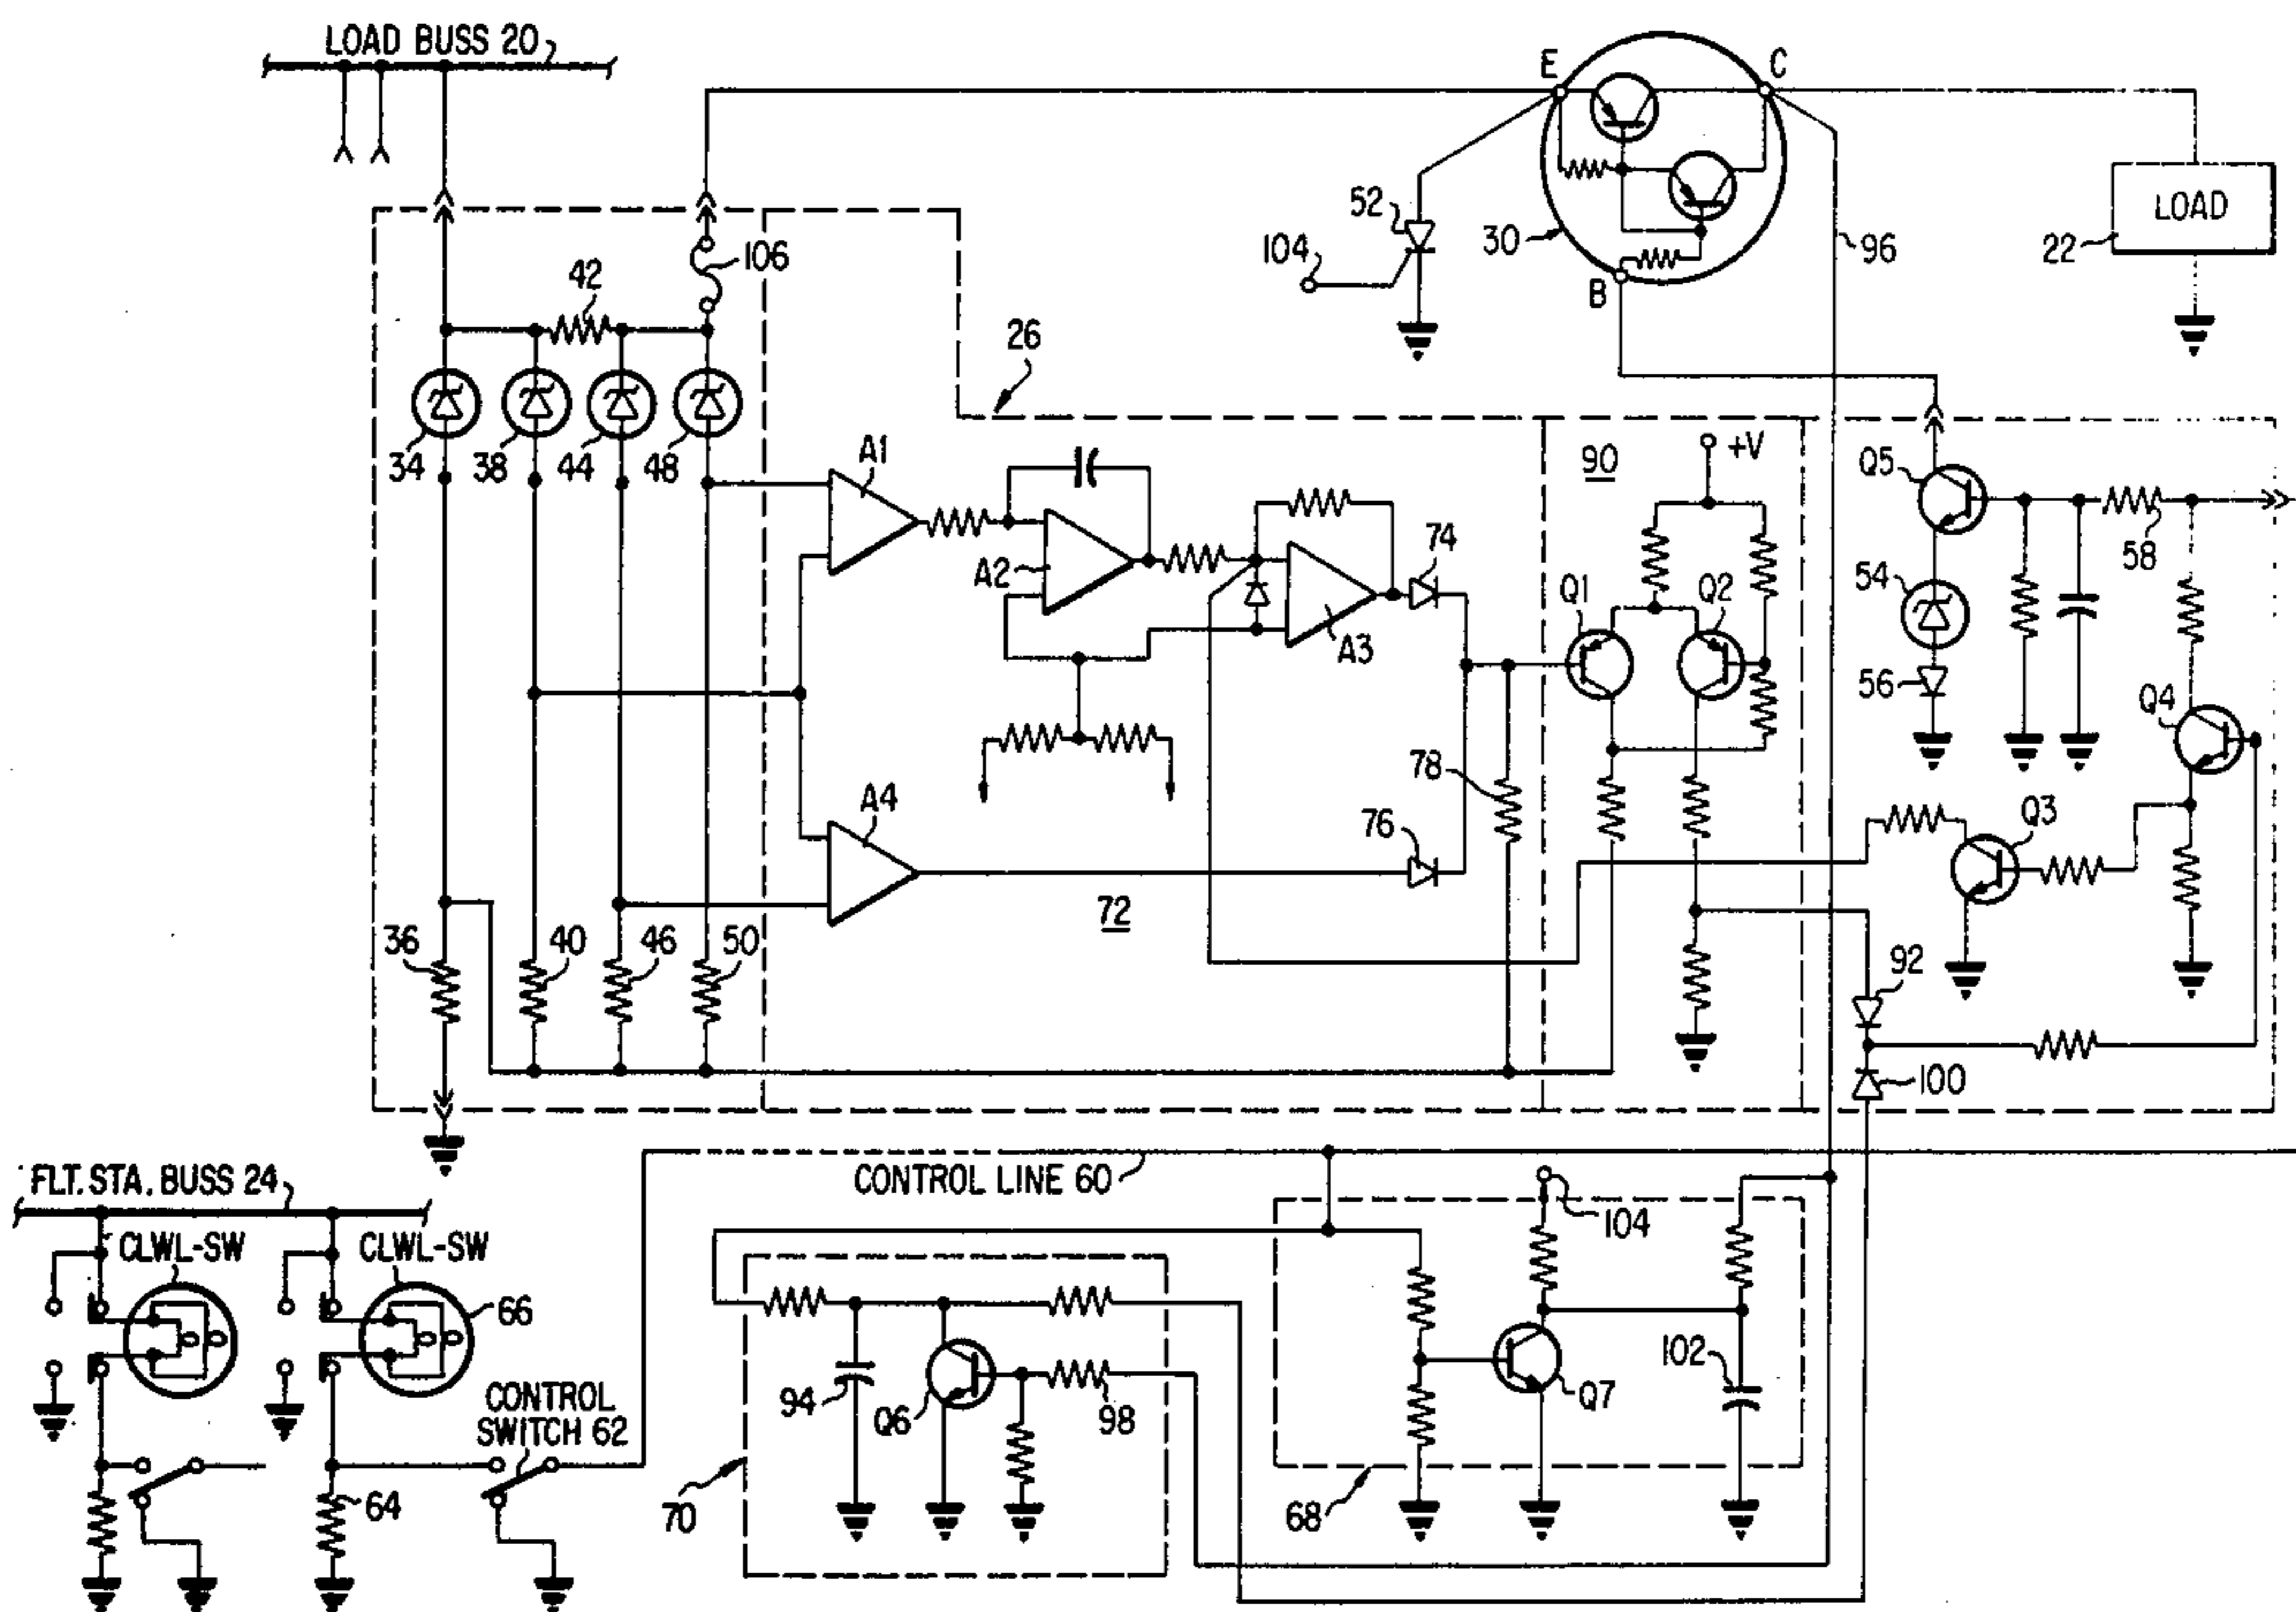 LOAD BUSS 20
E
C
52
104
30
B
96
LOAD
22
42
106
26
34
38
44
48
A1
A2
A3
74
90
+V
Q1
Q2
Q5
58
54
56
Q4
78
A4
76
72
Q3
36
40
46
50
92
100
FLT. STA. BUSS 24
CONTROL LINE 60
CLWL-SW
CLWL-SW
66
104
CONTROL
SWITCH 62
94
Q6
98
Q7
102
64
70
68